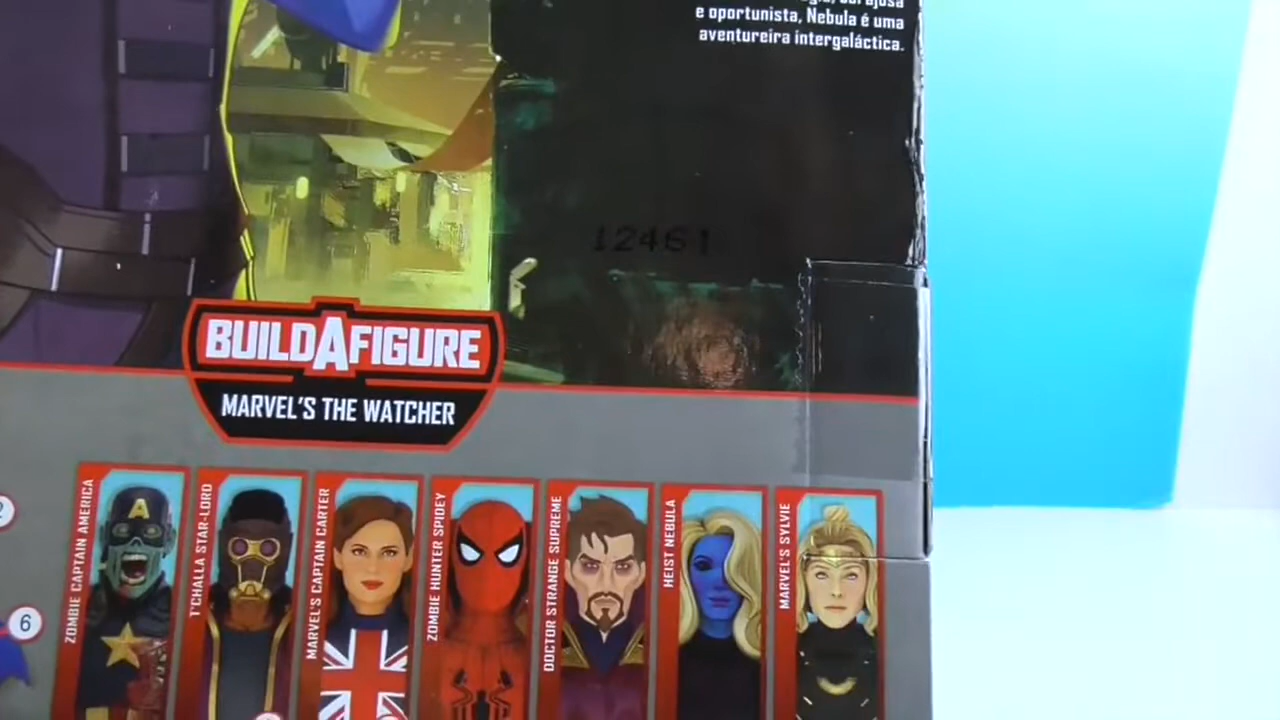 e oportunista, Nebula é uma
aventureira intergaláctica.
12461
BUILDAFIGURE
MARVEL'S THE WATCHER
ZOMBIE CAPTAIN AMERICA
T'CHALLA STAR-LORD
MARVEL'S CAPTAIN CARTER
ZOMBIE HUNTER SPIDEY
DOCTOR STRANGE SUPREME
HEIST NEBULA
MARVEL'S SYLVIE
A
6